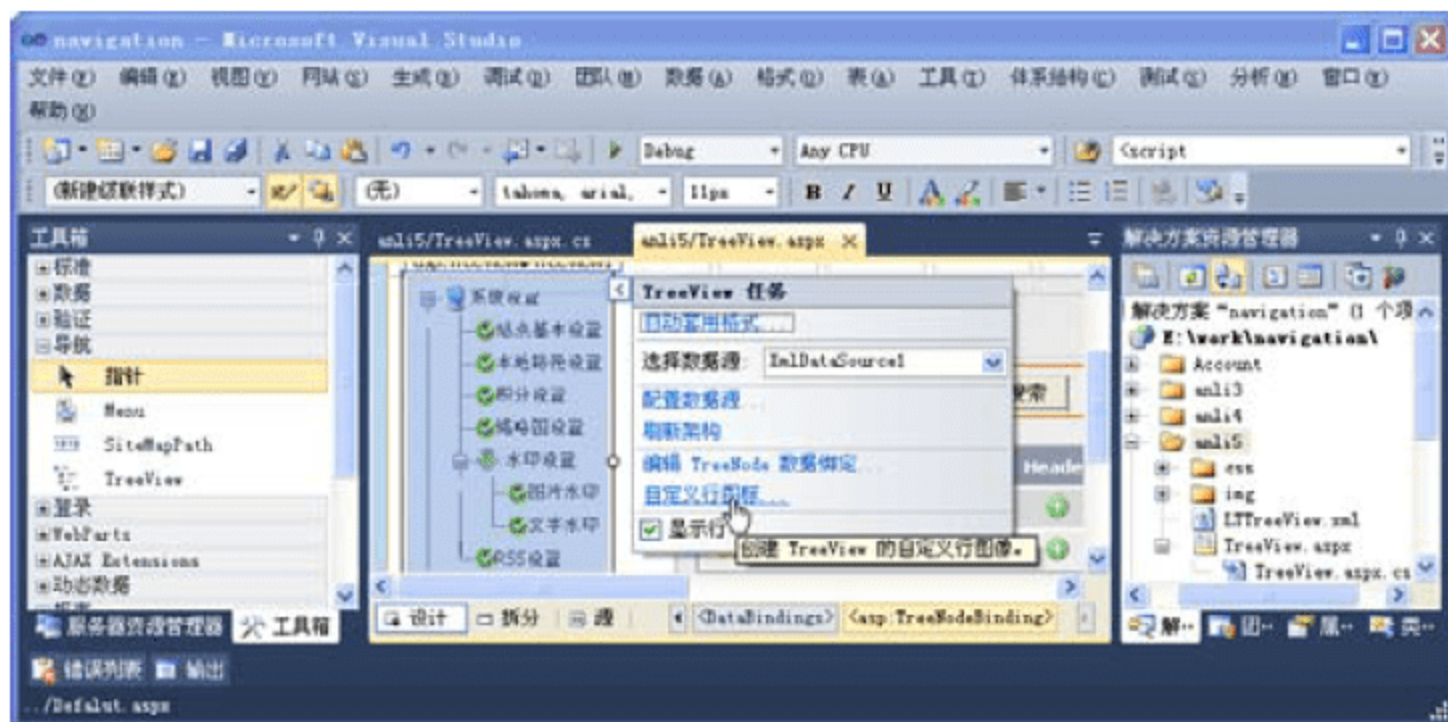 navigation - Microsoft Visual Studio
文件(F) 编辑(E) 视图(V) 网站(S) 生成(B) 调试(D) 团队(M) 数据(A) 格式(O) 表(A) 工具(T) 体系结构(C) 测试(S) 分析(N) 窗口(W)
帮助(H)
Debug Any CPU <script
(新建级联样式) (无) tahoma, arial, 11px B I U A
工具箱
标准
数据
验证
导航
指针
Menu
SiteMapPath
TreeView
登录
WebParts
AJAX Extensions
动态数据
服务器资源管理器 工具箱
anli5/TreeView.aspx.cs anli5/TreeView.aspx
系统设置
站点基本设置
本地路径设置
积分设置
缩略图设置
水印设置
图片水印
文字水印
RSS设置
TreeView 任务
自动套用格式...
选择数据源: XmlDataSource1
配置数据源...
刷新架构
编辑 TreeNode 数据绑定...
自定义行图标...
显示行
创建 TreeView 的自定义行图像。
搜索
Heade
设计 拆分 源 <DataBindings> <asp:TreeNodeBinding>
解决方案资源管理器
解决方案 "navigation" (1 个项
E:\work\navigation\
Account
anli3
anli4
anli5
css
img
LTTreeView.xml
TreeView.aspx
TreeView.aspx.cs
解·· 团·· 属·· 类··
错误列表 输出
../Defalut.aspx